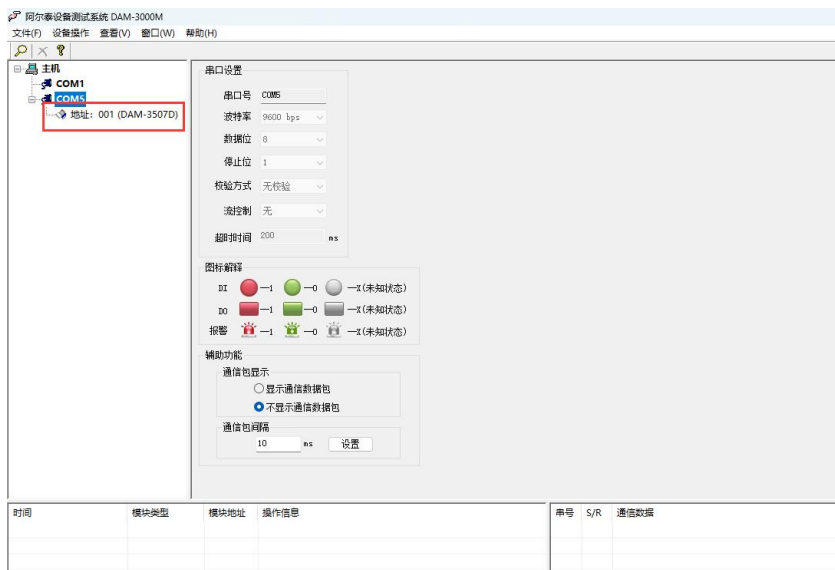 阿尔泰设备测试系统 DAM-3000M
文件(F) 设备操作 查看(V) 窗口(W) 帮助(H)
主机
COM1
COM5
地址: 001 (DAM-3507D)
串口设置
串口号 COM5
波特率 9600 bps
数据位 8
停止位 1
校验方式 无校验
流控制 无
超时时间 200 ms
图标解释
DI —1 —0 —X(未知状态)
DO —1 —0 —X(未知状态)
报警 —1 —0 —X(未知状态)
辅助功能
通信包显示
显示通信数据包
不显示通信数据包
通信包间隔
10 ms 设置
时间 模块类型 模块地址 操作信息 串号 S/R 通信数据